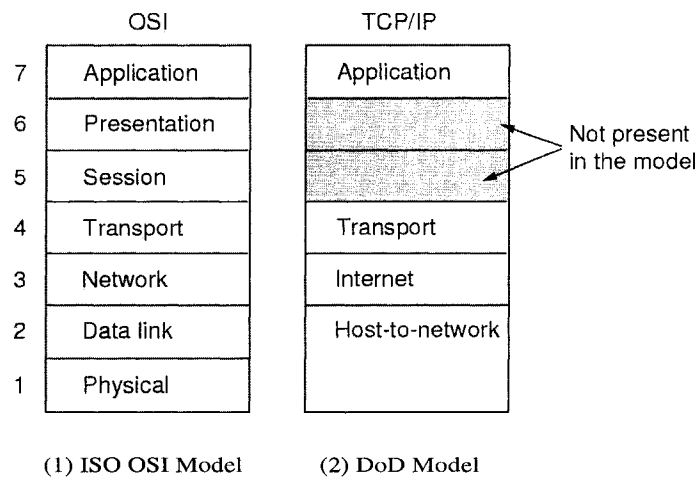 OSI TCP/IP
7 Application Application
6 Presentation
Not present
in the model
5 Session
4 Transport Transport
3 Network Internet
2 Data link Host-to-network
1 Physical
(1) ISO OSI Model (2) DoD Model